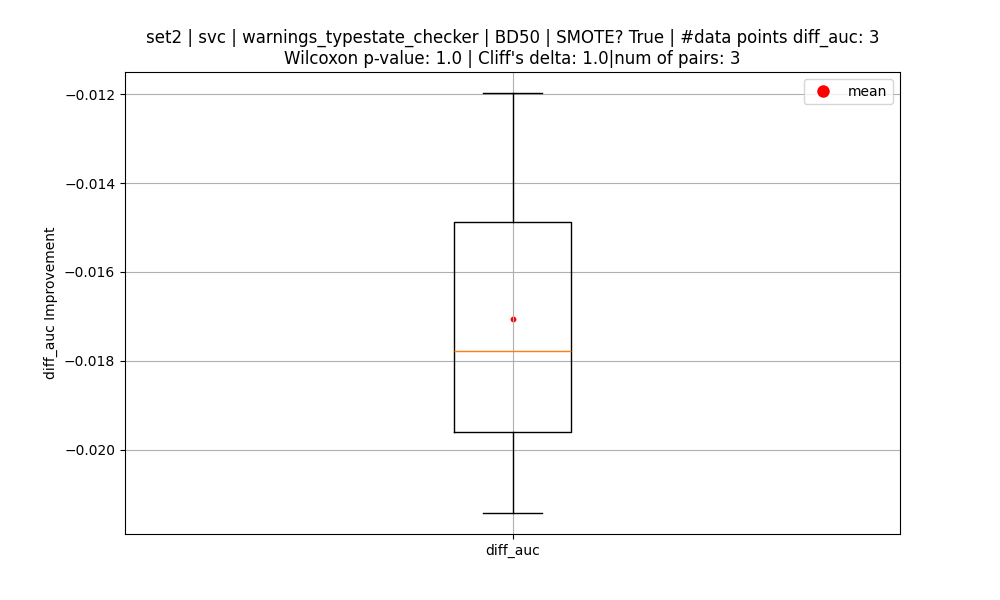 set2 | svc | warnings_typestate_checker | BD50 | SMOTE? True | #data points diff_auc: 3
Wilcoxon p-value: 1.0 | Cliff's delta: 1.0|num of pairs: 3
mean
−0.012
−0.014
−0.016
−0.018
−0.020
diff_auc Improvement
diff_auc